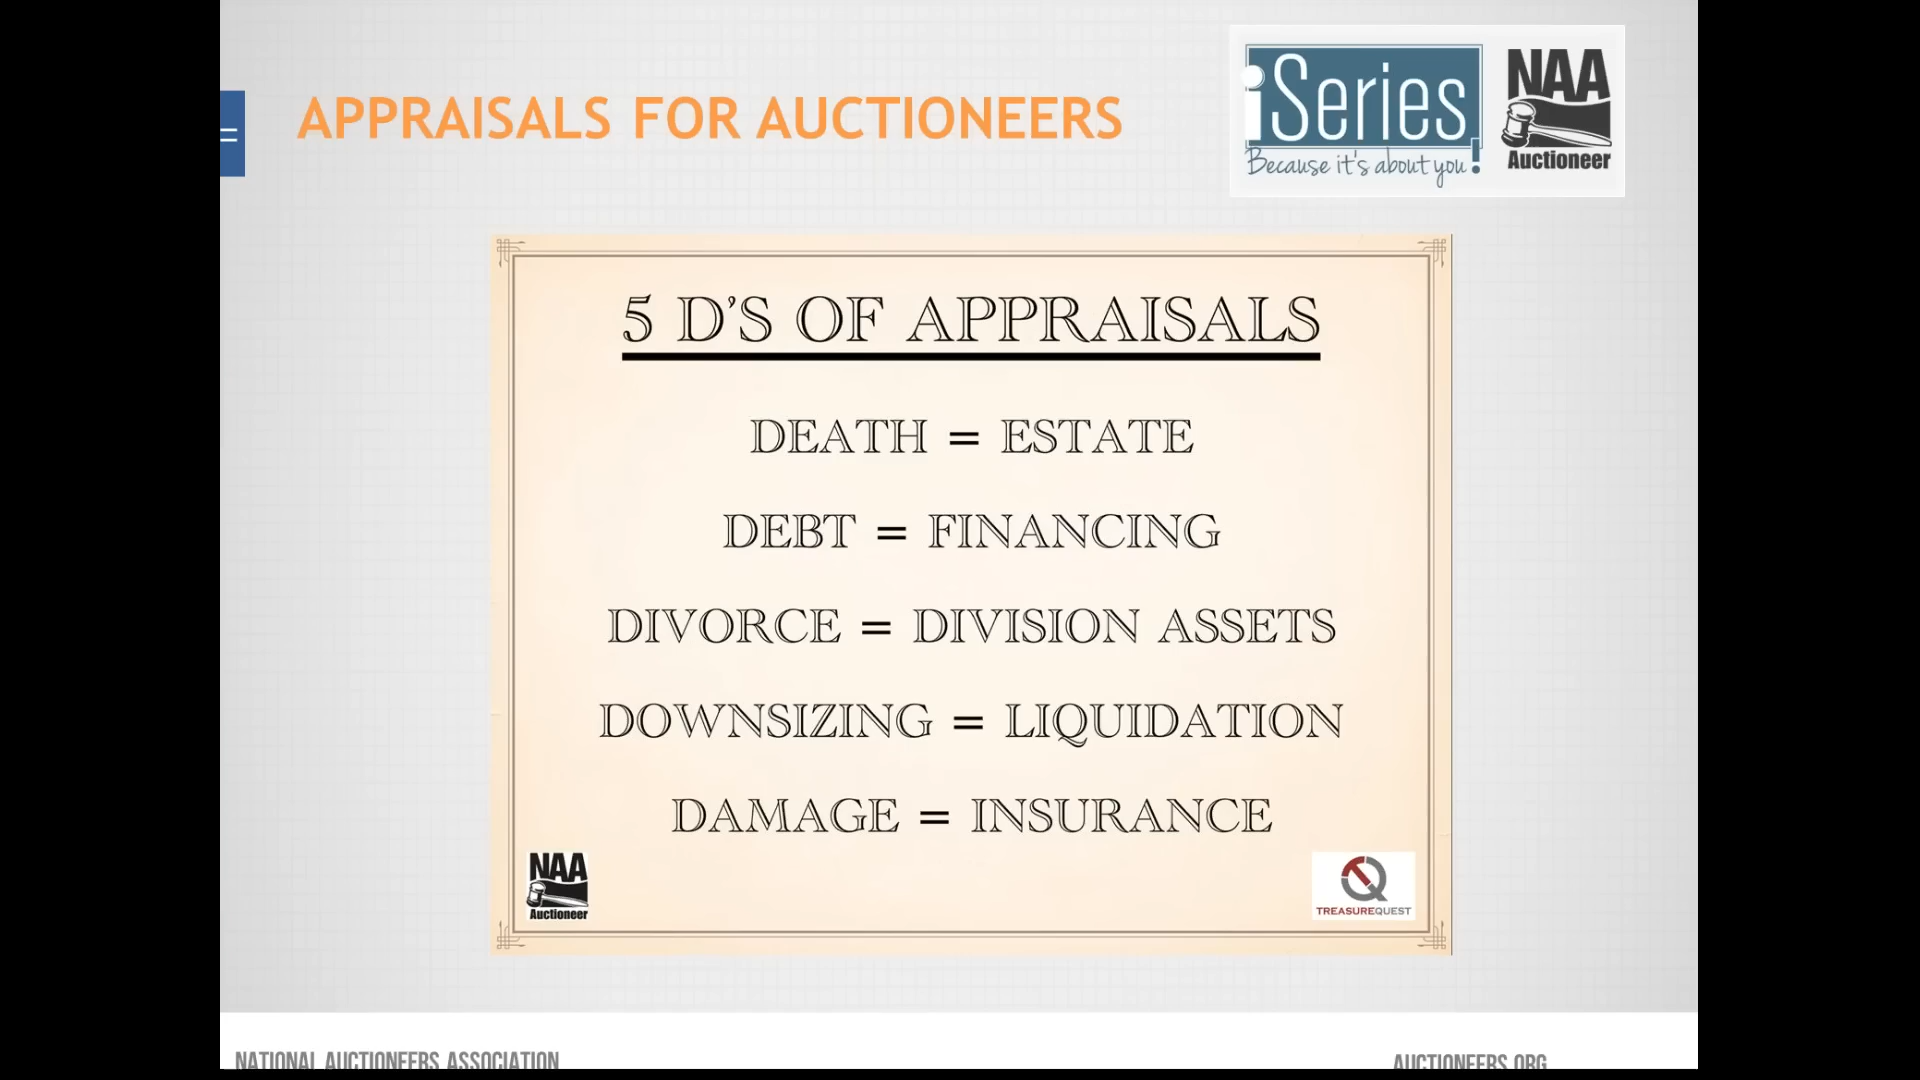 APPRAISALS FOR AUCTIONEERS
iSeries!
Because it's about you
NAA
Auctioneer
5 D'S OF APPRAISALS
DEATH = ESTATE
DEBT = FINANCING
DIVORCE = DIVISION ASSETS
DOWNSIZING = LIQUIDATION
DAMAGE = INSURANCE
NAA
Auctioneer
TREASUREQUEST
NATIONAL AUCTIONEERS ASSOCIATION
AUCTIONEERS.ORG